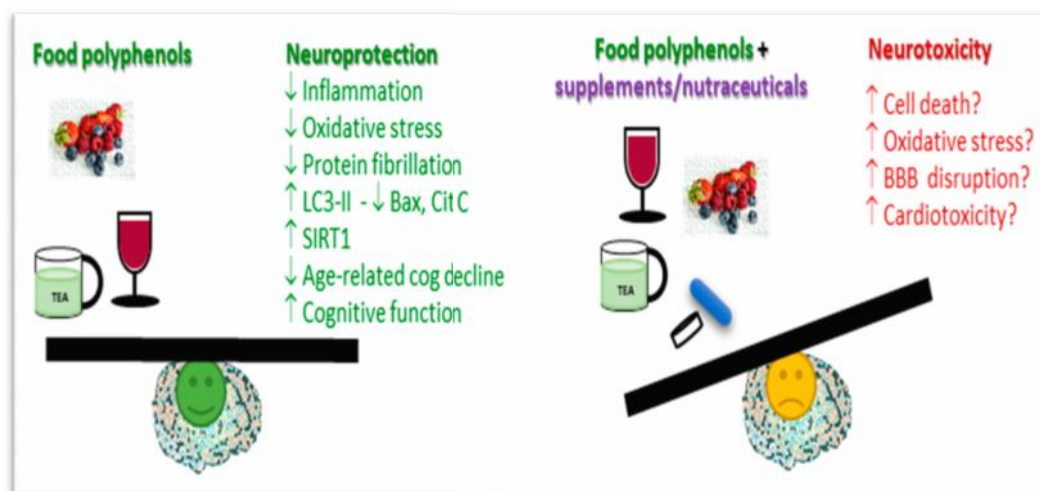 Food polyphenols
TEA
Neuroprotection
↓ Inflammation
↓ Oxidative stress
↓ Protein fibrillation
↑ LC3-II - ↓ Bax, Cit C
↑ SIRT1
↓ Age-related cog decline
↑ Cognitive function
Food polyphenols +
supplements/nutraceuticals
TEA
Neurotoxicity
↑ Cell death?
↑ Oxidative stress?
↑ BBB disruption?
↑ Cardiotoxicity?